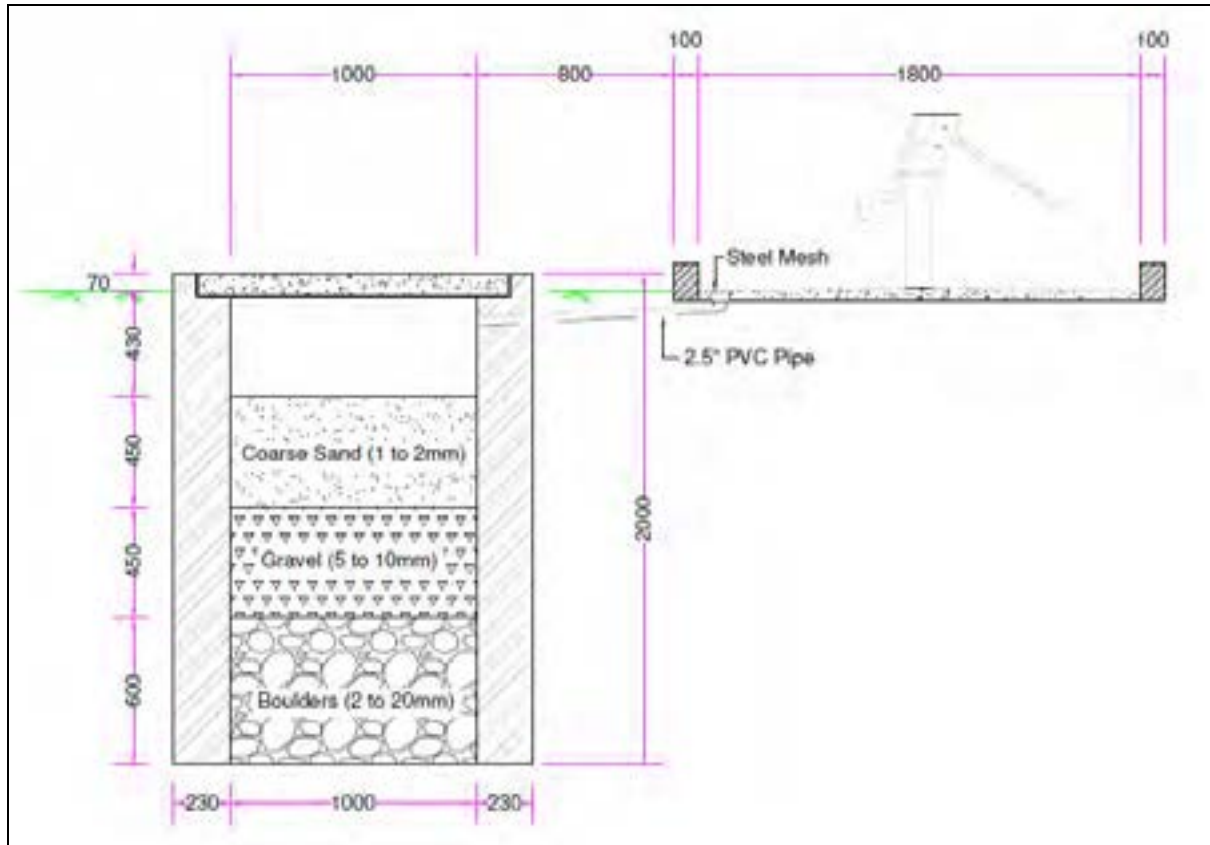 100
100
1000
800
1800
Steel Mesh
70
2.5" PVC Pipe
430
Coarse Sand (1 to 2mm)
450
2000
Gravel (5 to 10mm)
450
Boulders (2 to 20mm)
600
230
1000
230